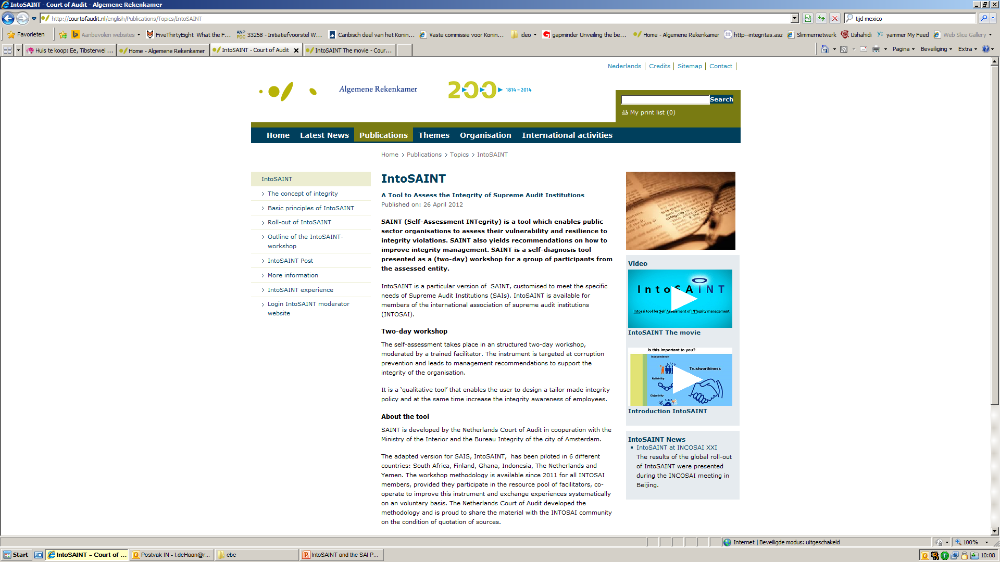 IntoSAINT - Court of Audit - Algemene Rekenkamer
http://courtofaudit.nl/english/Publications/Topics/IntoSAINT
tijd mexico
Favorieten
Aanbevolen websites
FiveThirtyEight What the F...
ANP PDC 33258 - Initiatiefvoorstel W...
Caribisch deel van het Konin...
Vaste commissie voor Konin...
ideo
gapminder Unveiling the be...
Home - Algemene Rekenkamer
http--integritas.asz
Slimmernetwerk
Ushahidi
yammer My Feed
Web Slice Gallery
Huis te koop: Ee, Tibsterwei ...
Home - Algemene Rekenkamer
IntoSAINT - Court of Audit
IntoSAINT The movie - Cour...
Pagina
Beveiliging
Extra
Nederlands
Credits
Sitemap
Contact
Algemene Rekenkamer
200 1814-2014
Search
My print list (0)
Home
Latest News
Publications
Themes
Organisation
International activities
Home > Publications > Topics > IntoSAINT
IntoSAINT
The concept of integrity
Basic principles of IntoSAINT
Roll-out of IntoSAINT
Outline of the IntoSAINT-
workshop
IntoSAINT Post
More information
IntoSAINT experience
Login IntoSAINT moderator
website
IntoSAINT
A Tool to Assess the Integrity of Supreme Audit Institutions
Published on: 26 April 2012
SAINT (Self-Assessment INTegrity) is a tool which enables public
sector organisations to assess their vulnerability and resilience to
integrity violations. SAINT also yields recommendations on how to
improve integrity management. SAINT is a self-diagnosis tool
presented as a (two-day) workshop for a group of participants from
the assessed entity.
IntoSAINT is a particular version of  SAINT, customised to meet the specific
needs of Supreme Audit Institutions (SAIs). IntoSAINT is available for
members of the international association of supreme audit institutions
(INTOSAI).
Two-day workshop
The self-assessment takes place in an structured two-day workshop,
moderated by a trained facilitator. The instrument is targeted at corruption
prevention and leads to management recommendations to support the
integrity of the organisation.
It is a ‘qualitative tool’ that enables the user to design a tailor made integrity
policy and at the same time increase the integrity awareness of employees.
About the tool
SAINT is developed by the Netherlands Court of Audit in cooperation with the
Ministry of the Interior and the Bureau Integrity of the city of Amsterdam.
The adapted version for SAIS, IntoSAINT,  has been piloted in 6 different
countries: South Africa, Finland, Ghana, Indonesia, The Netherlands and
Yemen. The workshop methodology is available since 2011 for all INTOSAI
members, provided they participate in the resource pool of facilitators, co-
operate to improve this instrument and exchange experiences systematically
on an voluntary basis. The Netherlands Court of Audit developed the
methodology and is proud to share the material with the INTOSAI community
on the condition of quotation of sources.
integrity
Video
IntoSAINT
Intosai tool for Self Assessment of INTegrity management
IntoSAINT The movie
Is this important to you?
Independence
Trustworthiness
Reliability
Objectivity
1+1=2
Introduction IntoSAINT
IntoSAINT News
IntoSAINT at INCOSAI XXI
The results of the global roll-out
of IntoSAINT were presented
during the INCOSAI meeting in
Beijing.
Internet | Beveiligde modus: uitgeschakeld
100%
Start
IntoSAINT - Court of ...
Postvak IN - I.deHaan@r...
cbc
IntoSAINT and the SAI P...
10:08